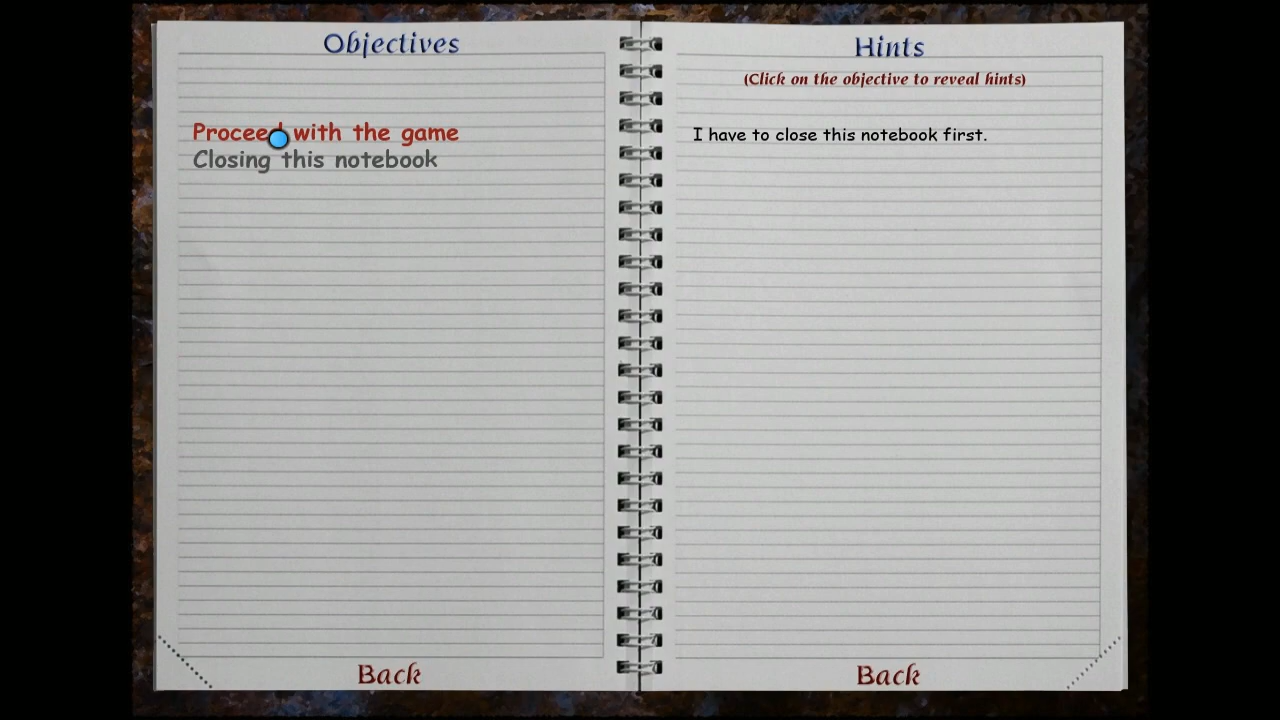 Objectives
Proceed with the game
Closing this notebook
Back
Hints
(Click on the objective to reveal hints)
I have to close this notebook first.
Back